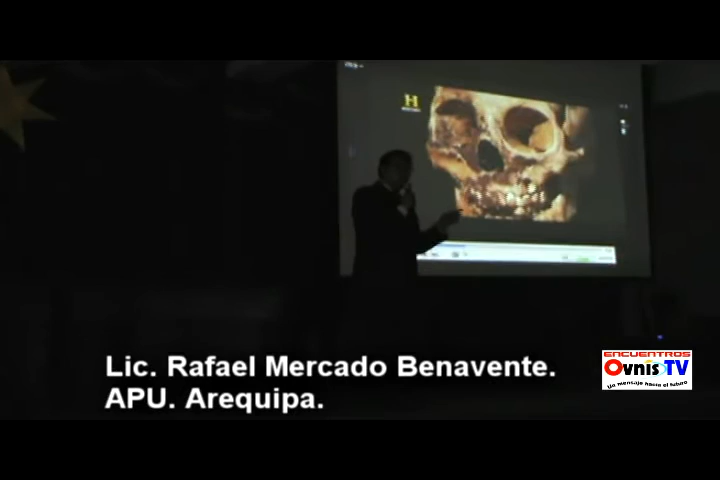 H
Lic. Rafael Mercado Benavente.
APU. Arequipa.
ENCUENTROS
OVNIS TV
Un mensaje hacia el futuro